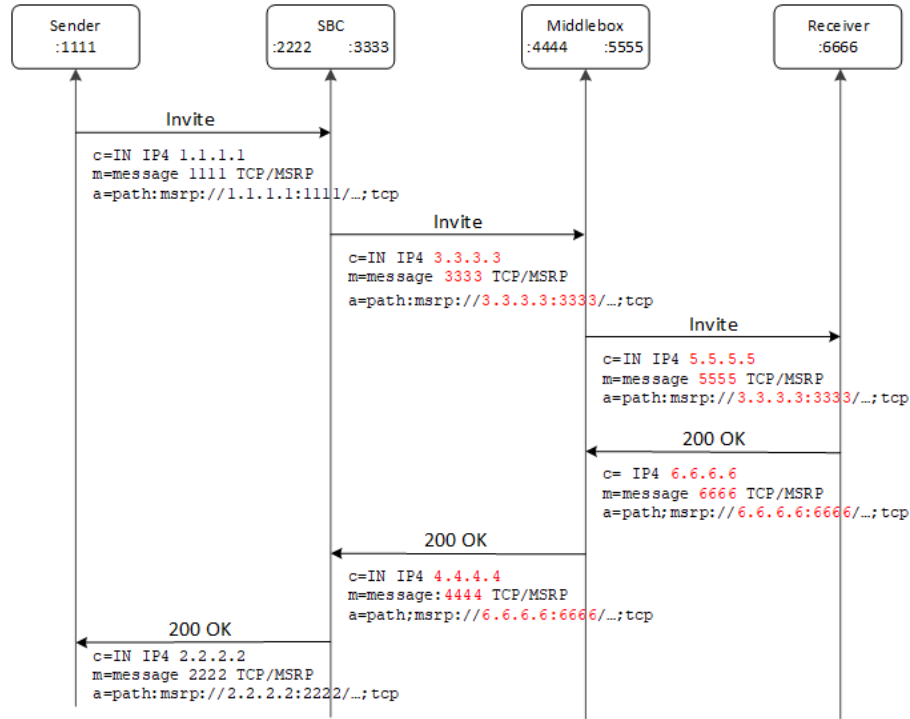 Sender
:1111
SBC
:2222 :3333
Middlebox
:4444 :5555
Receiver
:6666
Invite
c=IN IP4 1.1.1.1
m=message 1111 TCP/MSRP
a=path:msrp://1.1.1.1:1111/…;tcp
Invite
c=IN IP4 3.3.3.3
m=message 3333 TCP/MSRP
a=path:msrp://3.3.3.3:3333/…;tcp
Invite
c=IN IP4 5.5.5.5
m=message 5555 TCP/MSRP
a=path:msrp://3.3.3.3:3333/…;tcp
200 OK
c= IP4 6.6.6.6
m=message 6666 TCP/MSRP
a=path;msrp://6.6.6.6:6666/…;tcp
200 OK
c=IN IP4 4.4.4.4
m=message:4444 TCP/MSRP
a=path;msrp://6.6.6.6:6666/…;tcp
200 OK
c=IN IP4 2.2.2.2
m=message 2222 TCP/MSRP
a=path:msrp://2.2.2.2:2222/…;tcp